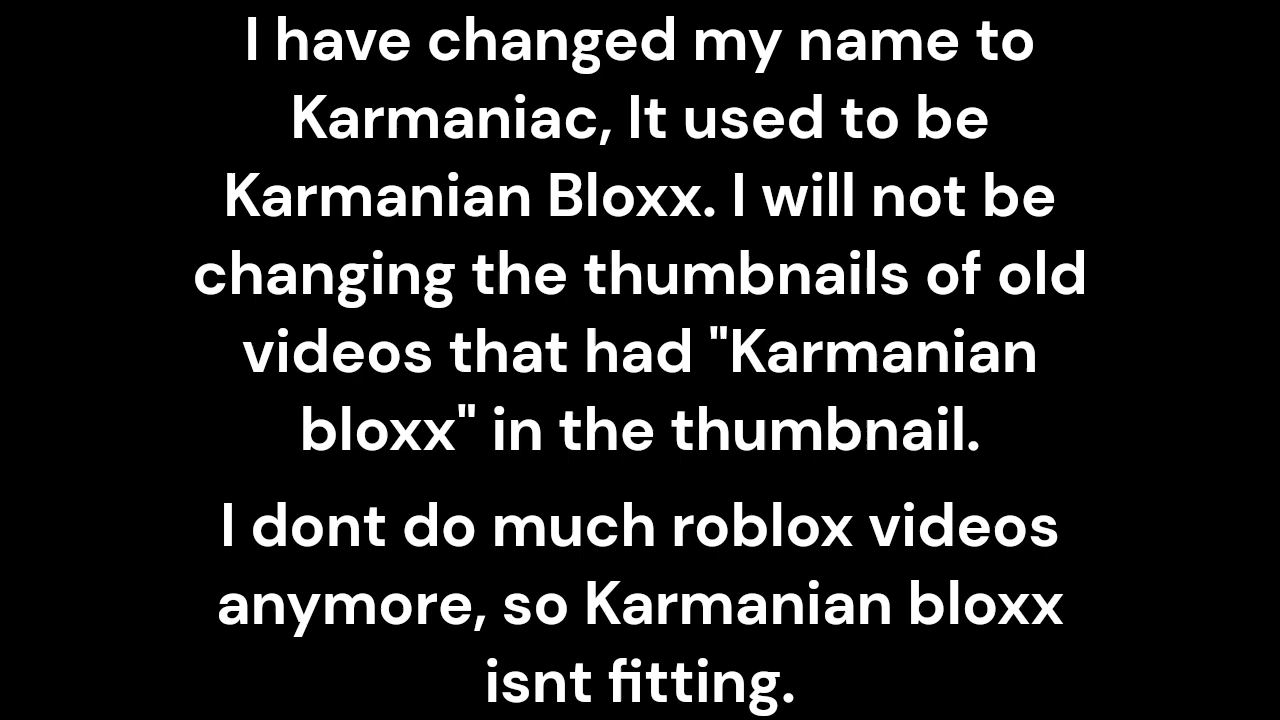 I have changed my name to
Karmaniac, It used to be
Karmanian Bloxx. I will not be
changing the thumbnails of old
videos that had "Karmanian
bloxx" in the thumbnail.
I dont do much roblox videos
anymore, so Karmanian bloxx
isnt fitting.